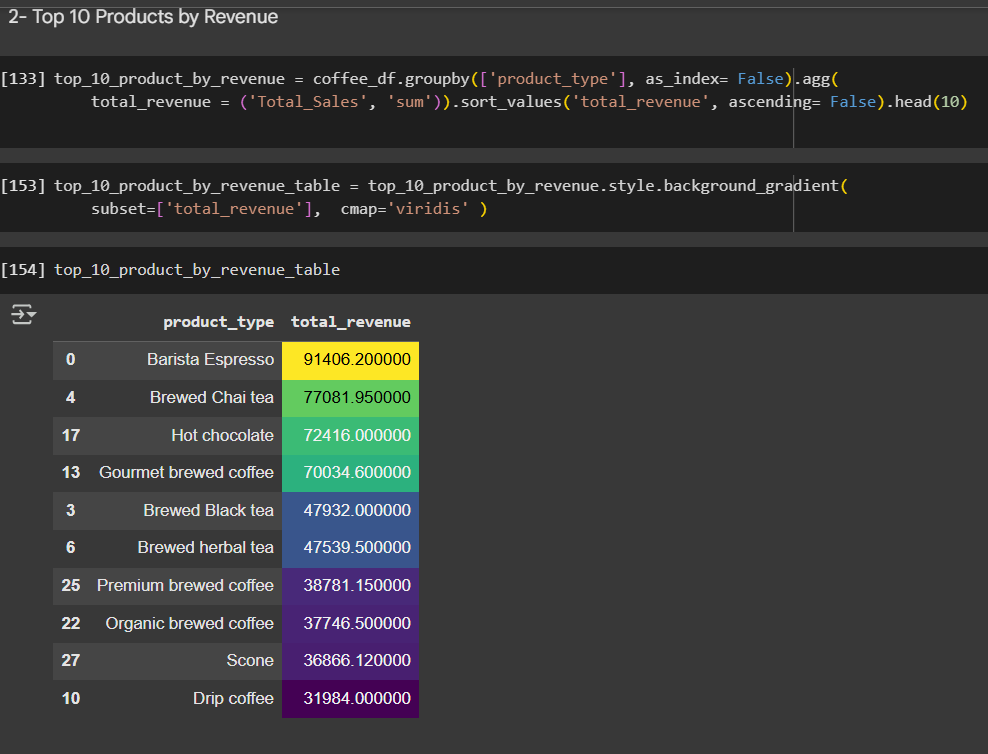 2- Top 10 Products by Revenue
[133] top_10_product_by_revenue = coffee_df.groupby(['product_type'], as_index= False).agg(
total_revenue = ('Total_Sales', 'sum')).sort_values('total_revenue', ascending= False).head(10)
[153] top_10_product_by_revenue_table = top_10_product_by_revenue.style.background_gradient(
subset=['total_revenue'], cmap='viridis' )
[154] top_10_product_by_revenue_table
product_type total_revenue
0 Barista Espresso 91406.200000
4 Brewed Chai tea 77081.950000
17 Hot chocolate 72416.000000
13 Gourmet brewed coffee 70034.600000
3 Brewed Black tea 47932.000000
6 Brewed herbal tea 47539.500000
25 Premium brewed coffee 38781.150000
22 Organic brewed coffee 37746.500000
27 Scone 36866.120000
10 Drip coffee 31984.000000